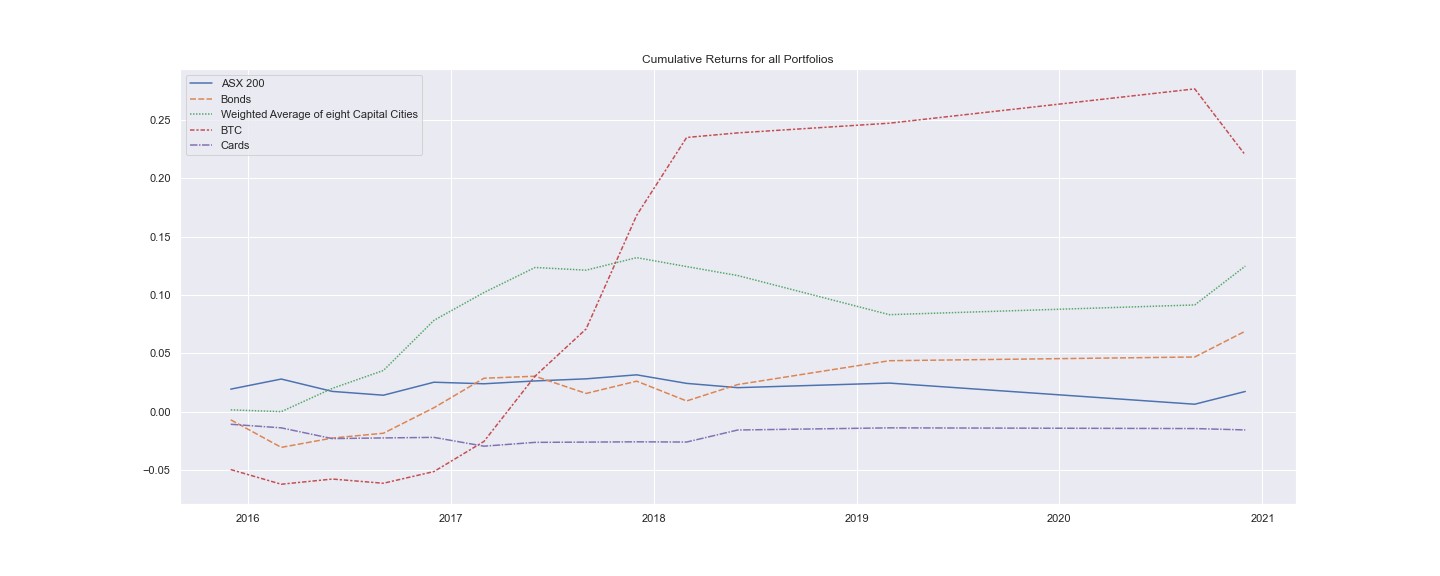 Cumulative Returns for all Portfolios
ASX 200
Bonds
Weighted Average of eight Capital Cities
BTC
Cards
0.25
0.20
0.15
0.10
0.05
0.00
−0.05
2016
2017
2018
2019
2020
2021